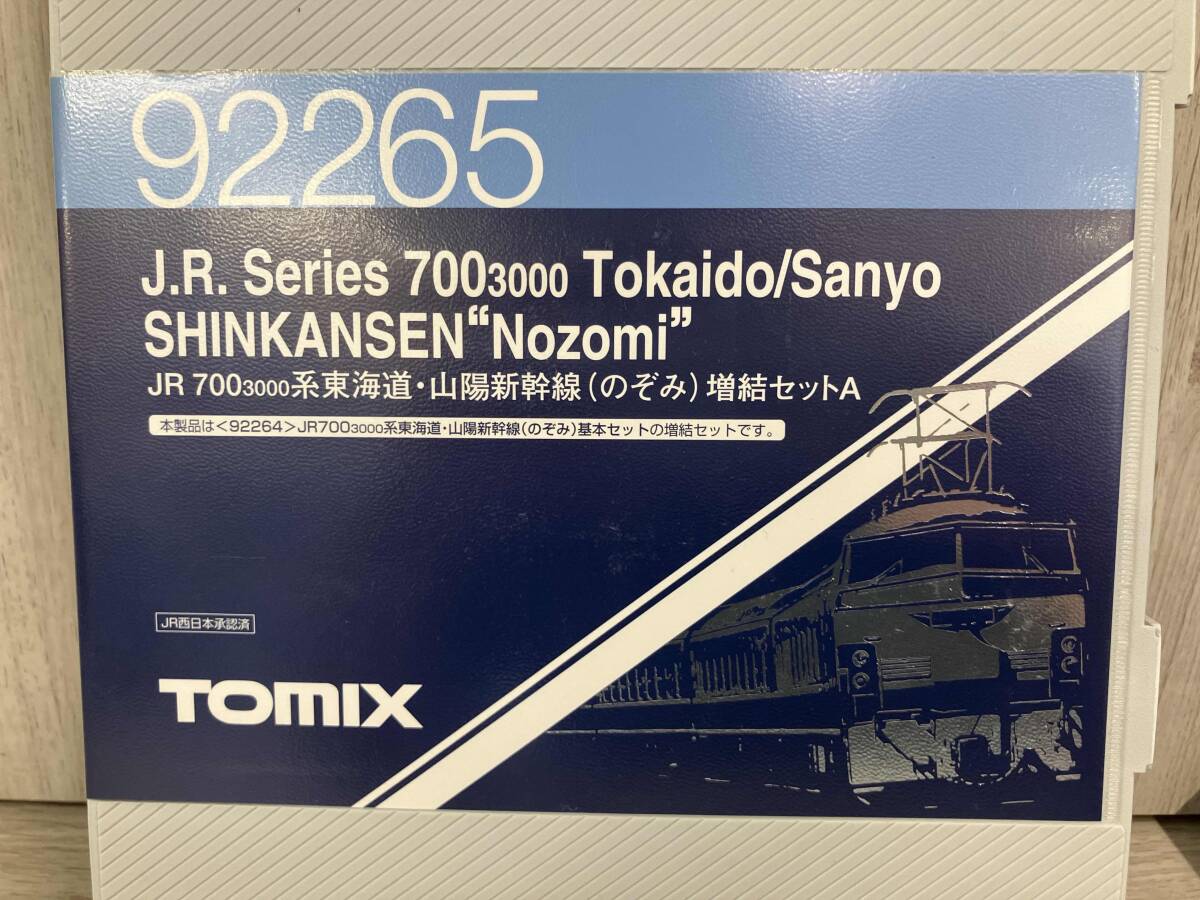 92265
J.R. Series 7003000 Tokaido/Sanyo
SHINKANSEN“Nozomi”
JR 7003000系東海道・山陽新幹線（のぞみ）増結セットA
本製品は<92264>JR7003000系東海道・山陽新幹線（のぞみ）基本セットの増結セットです。
JR西日本承認済
TOMIX